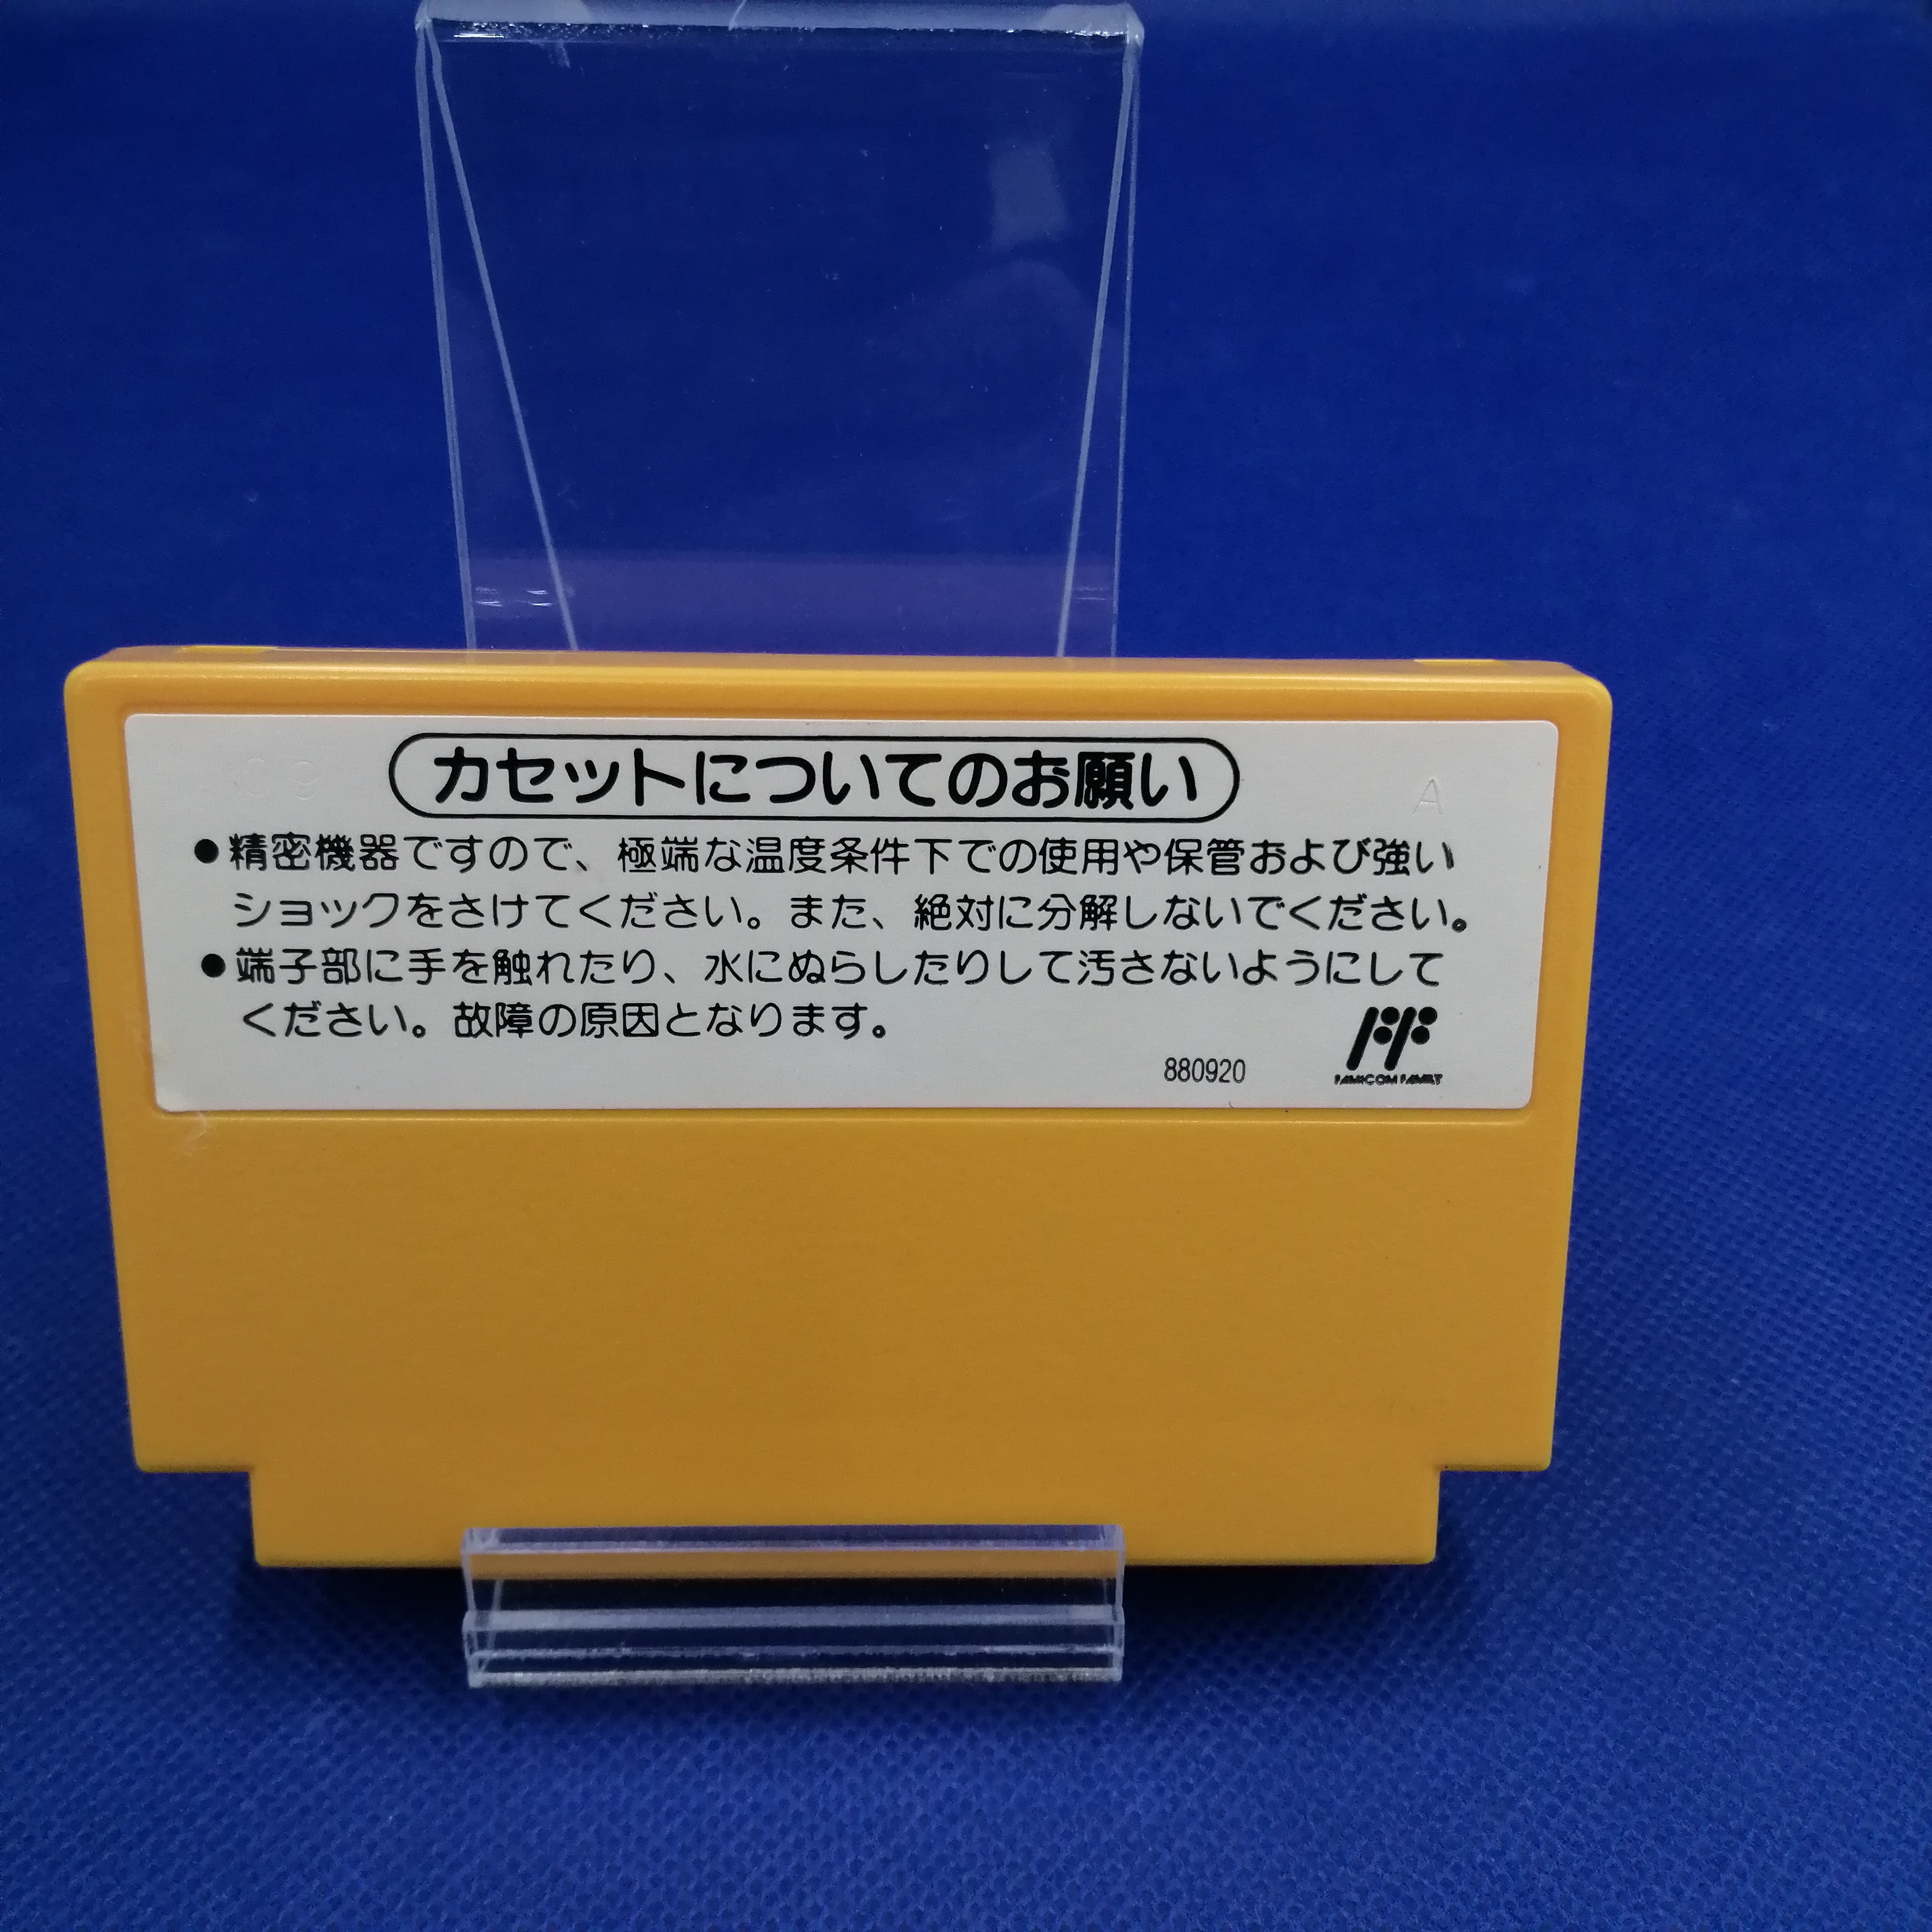 カセットについてのお願い
●精密機器ですので、極端な温度条件下での使用や保管および強い
ショックをさけてください。また、絶対に分解しないでください。
●端子部に手を触れたり、水にぬらしたりして汚さないようにして
ください。故障の原因となります。
880920
FAMICOM FAMILY
A